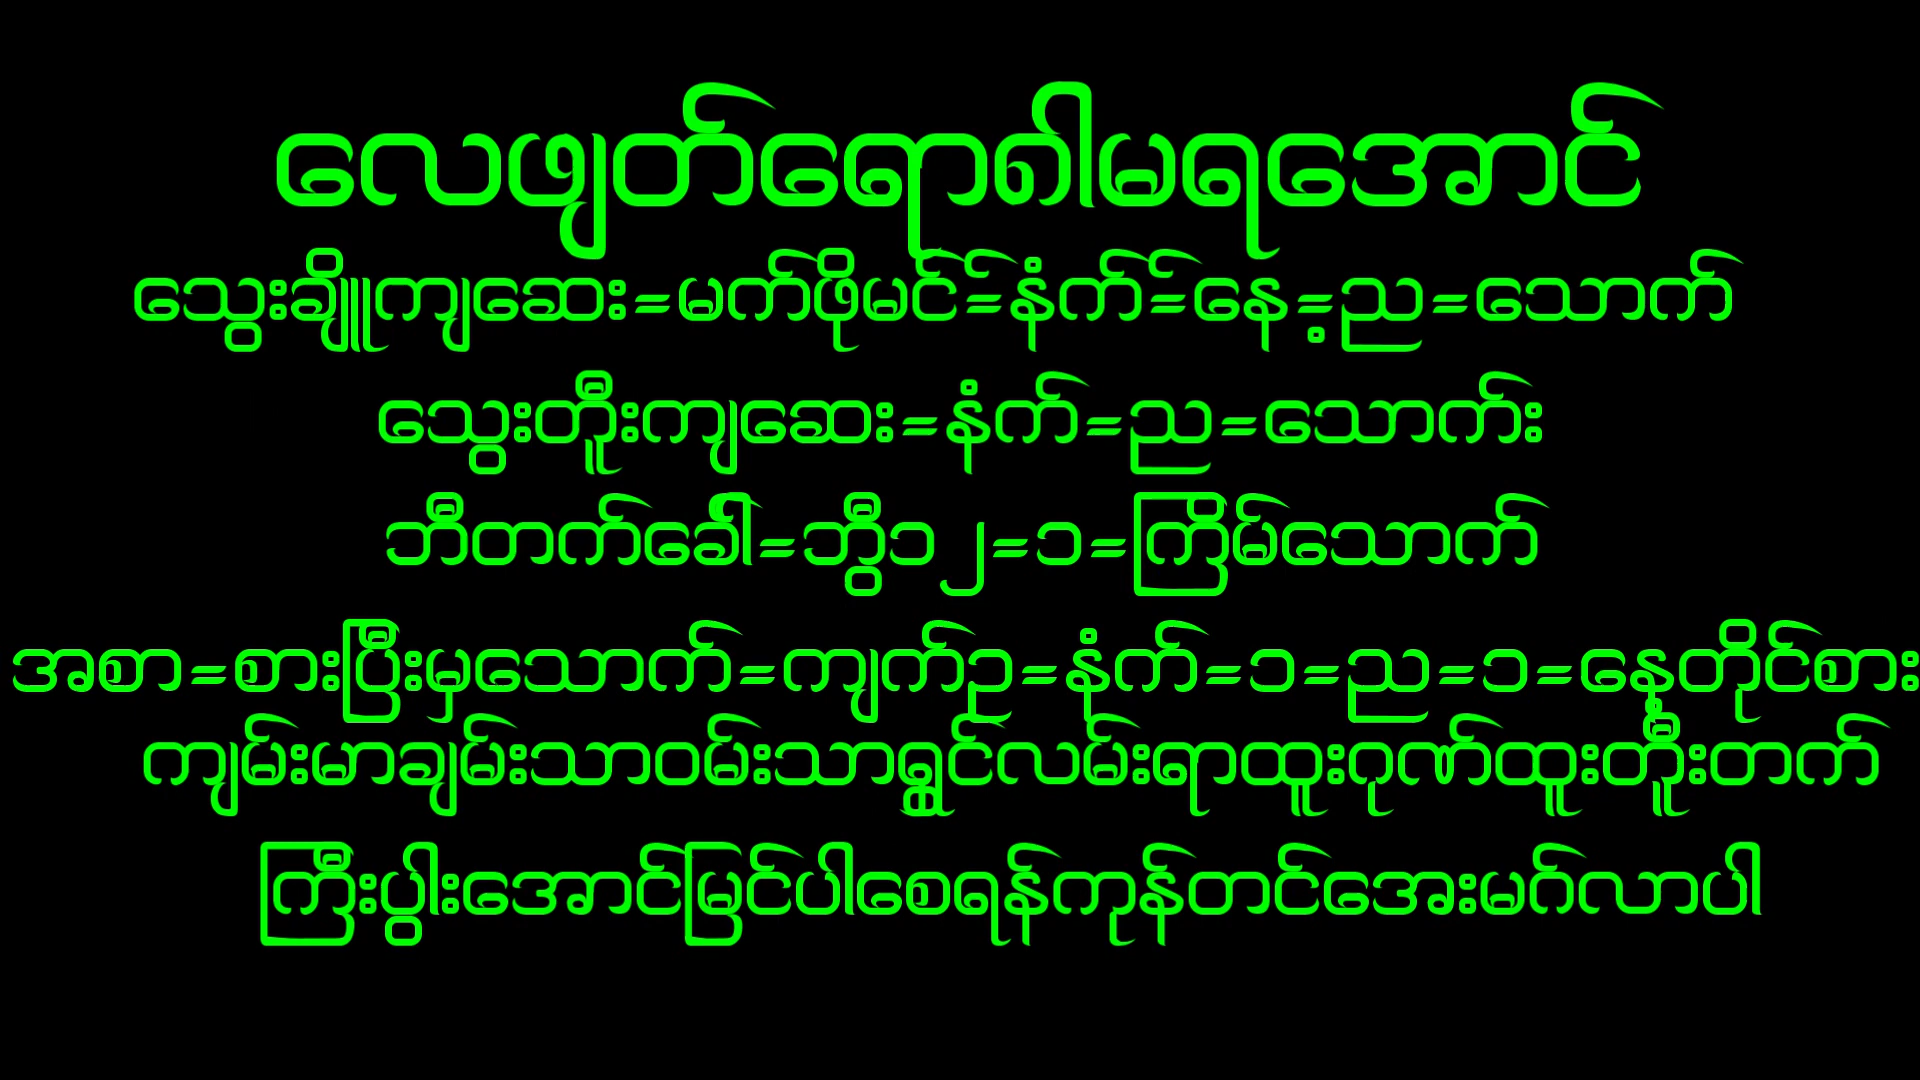 လေဖျတ်ရောဂါမရအောင်
သွေးချိူကျဆေး=မက်ဖိုမင်=်နံက်=်နေ=့ည=သောက်
သွေးတီူးကျဆေး=နံက်=ည=သောက်း
ဘီတက်ခေါ်=ဘွီ၁၂=၁=ကြိမ်သောက်
အစာ=စားပြီးမှသောက်=ကျက်ဥ=နံက်=၁=ည=၁=နေ့တိုင်စား
ကျမ်းမာချမ်းသာဝမ်းသာရွှင်လမ်းရာထူးဂုဏ်ထူးတီူးတက်
ကြီးပွါးအောင်မြင်ပါစေရန်ကုန်တင်အေးမင်္ဂလာပါ